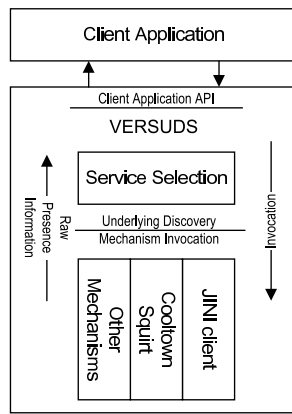 Client Application
Client Application API
VERSUDS
Service Selection
Raw
Presence
Information
Invocation
Underlying Discovery
Mechanism Invocation
Other
Mechanisms
Cooltown
Squirt
JINI client